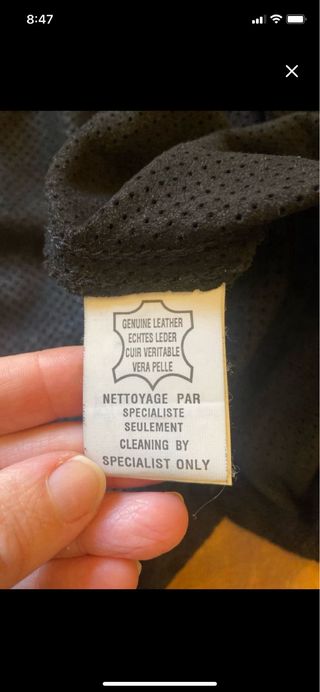 8:47
GENUINE LEATHER
ECHTES LEDER
CUIR VERITABLE
VERA PELLE
NETTOYAGE PAR
SPECIALISTE
SEULEMENT
CLEANING BY
SPECIALIST ONLY